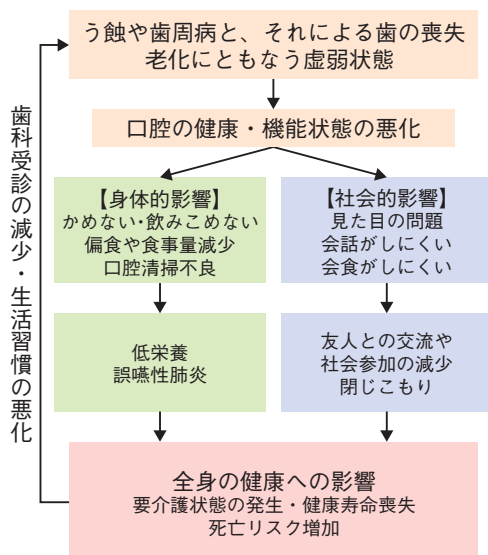 う蝕や歯周病と、それによる歯の喪失
老化にともなう虚弱状態
口腔の健康・機能状態の悪化
【身体的影響】
かめない・飲みこめない
偏食や食事量減少
口腔清掃不良
【社会的影響】
見た目の問題
会話がしにくい
会食がしにくい
低栄養
誤嚥性肺炎
友人との交流や
社会参加の減少
閉じこもり
全身の健康への影響
要介護状態の発生・健康寿命喪失
死亡リスク増加
歯科受診の減少・生活習慣の悪化